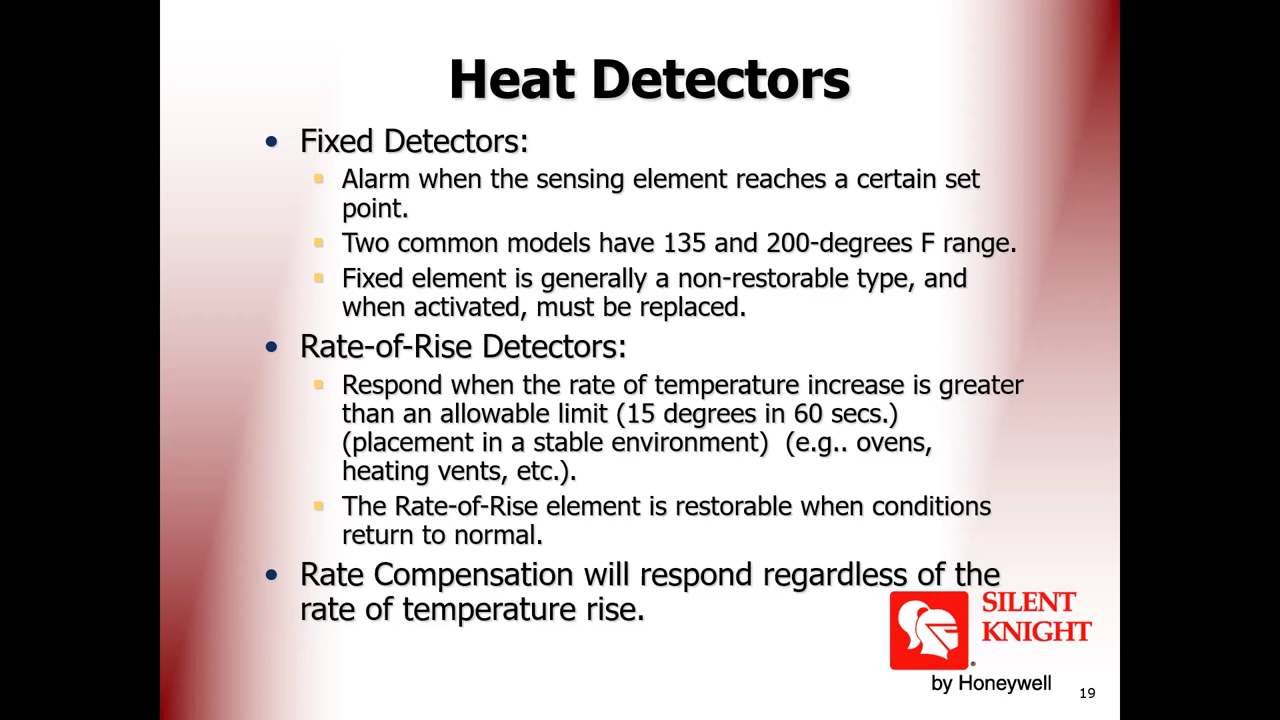 Heat Detectors
• Fixed Detectors:
▪ Alarm when the sensing element reaches a certain set
point.
▪ Two common models have 135 and 200-degrees F range.
▪ Fixed element is generally a non-restorable type, and
when activated, must be replaced.
• Rate-of-Rise Detectors:
▪ Respond when the rate of temperature increase is greater
than an allowable limit (15 degrees in 60 secs.)
(placement in a stable environment)  (e.g.. ovens,
heating vents, etc.).
▪ The Rate-of-Rise element is restorable when conditions
return to normal.
• Rate Compensation will respond regardless of the
rate of temperature rise.
SILENT
KNIGHT
®
by Honeywell
19